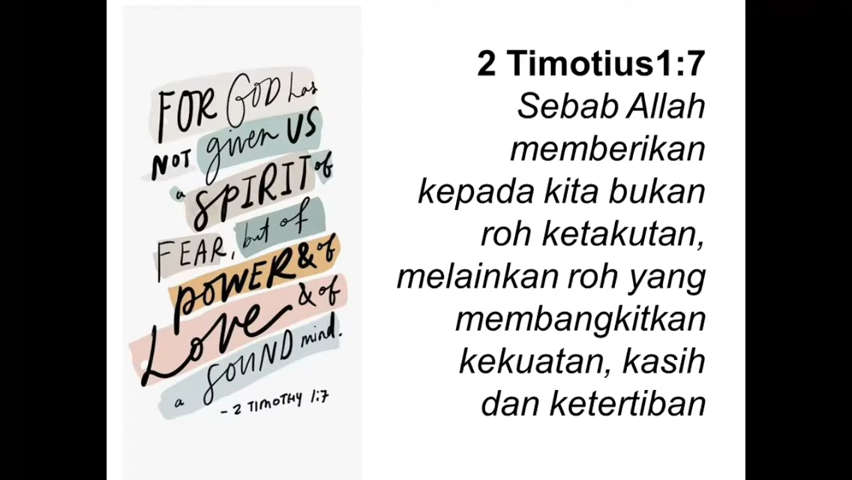 FOR GOD has
NOT given US
a SPIRIT of
FEAR, but of
POWER & of
LOVE & of
a SOUND mind.
- 2 TIMOTHY 1:7
2 Timotius1:7
Sebab Allah
memberikan
kepada kita bukan
roh ketakutan,
melainkan roh yang
membangkitkan
kekuatan, kasih
dan ketertiban